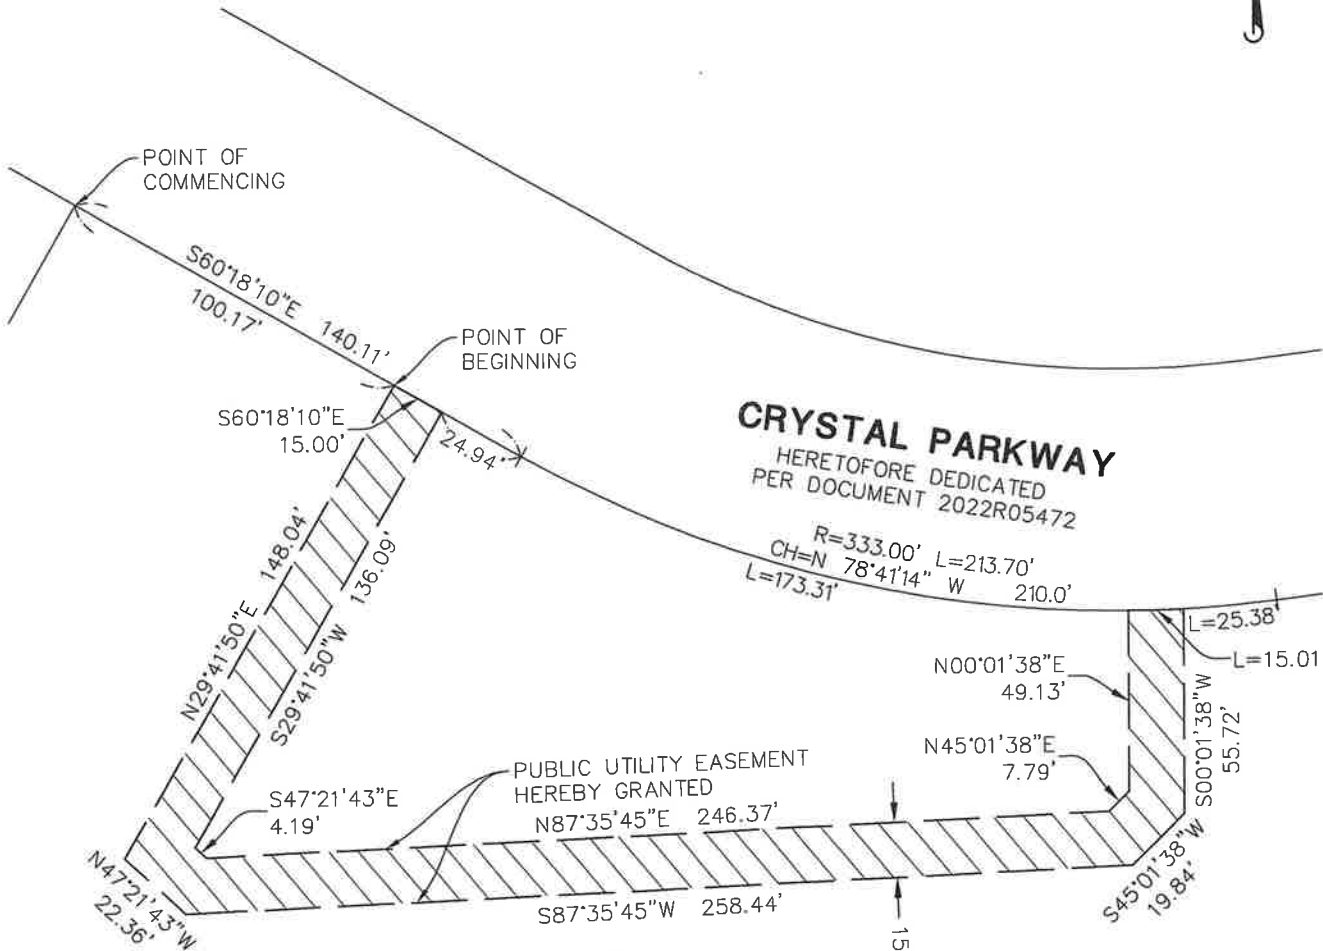 POINT OF
COMMENCING
S60°18'10"E
100.17'
140.11'
POINT OF
BEGINNING
S60°18'10"E
15.00'
24.94'
CRYSTAL PARKWAY
HERETOFORE DEDICATED
PER DOCUMENT 2022R05472
R=333.00' L=213.70'
CH=N 78°41'14" W 210.0'
L=173.31'
L=25.38'
L=15.01
N29°41'50"E 148.04'
S29°41'50"W 136.09'
N00°01'38"E
49.13'
S00°01'38"W
55.72'
N45°01'38"E
7.79'
PUBLIC UTILITY EASEMENT
HEREBY GRANTED
S47°21'43"E
4.19'
N87°35'45"E 246.37'
N47°21'43"W
22.36'
S87°35'45"W 258.44'
15
S45°01'38"W
19.84'